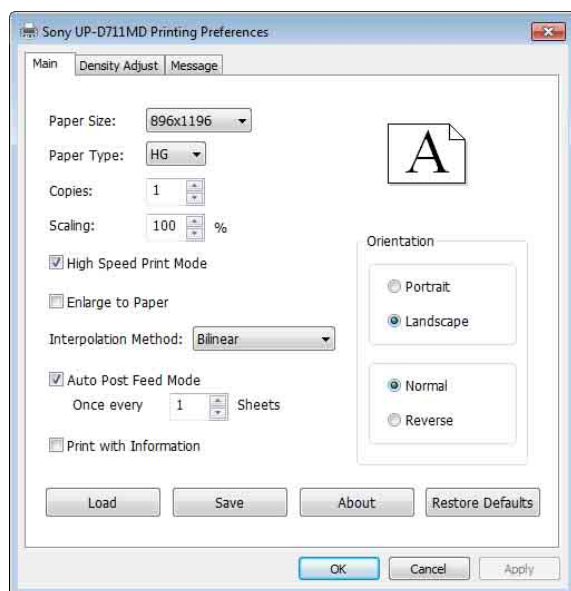 Sony UP-D711MD Printing Preferences
Main Density Adjust Message
Paper Size: 896x1196
Paper Type: HG
Copies: 1
Scaling: 100 %
High Speed Print Mode
Enlarge to Paper
Interpolation Method: Bilinear
Auto Post Feed Mode
Once every 1 Sheets
Print with Information
A
Orientation
Portrait
Landscape
Normal
Reverse
Load Save About Restore Defaults
OK Cancel Apply